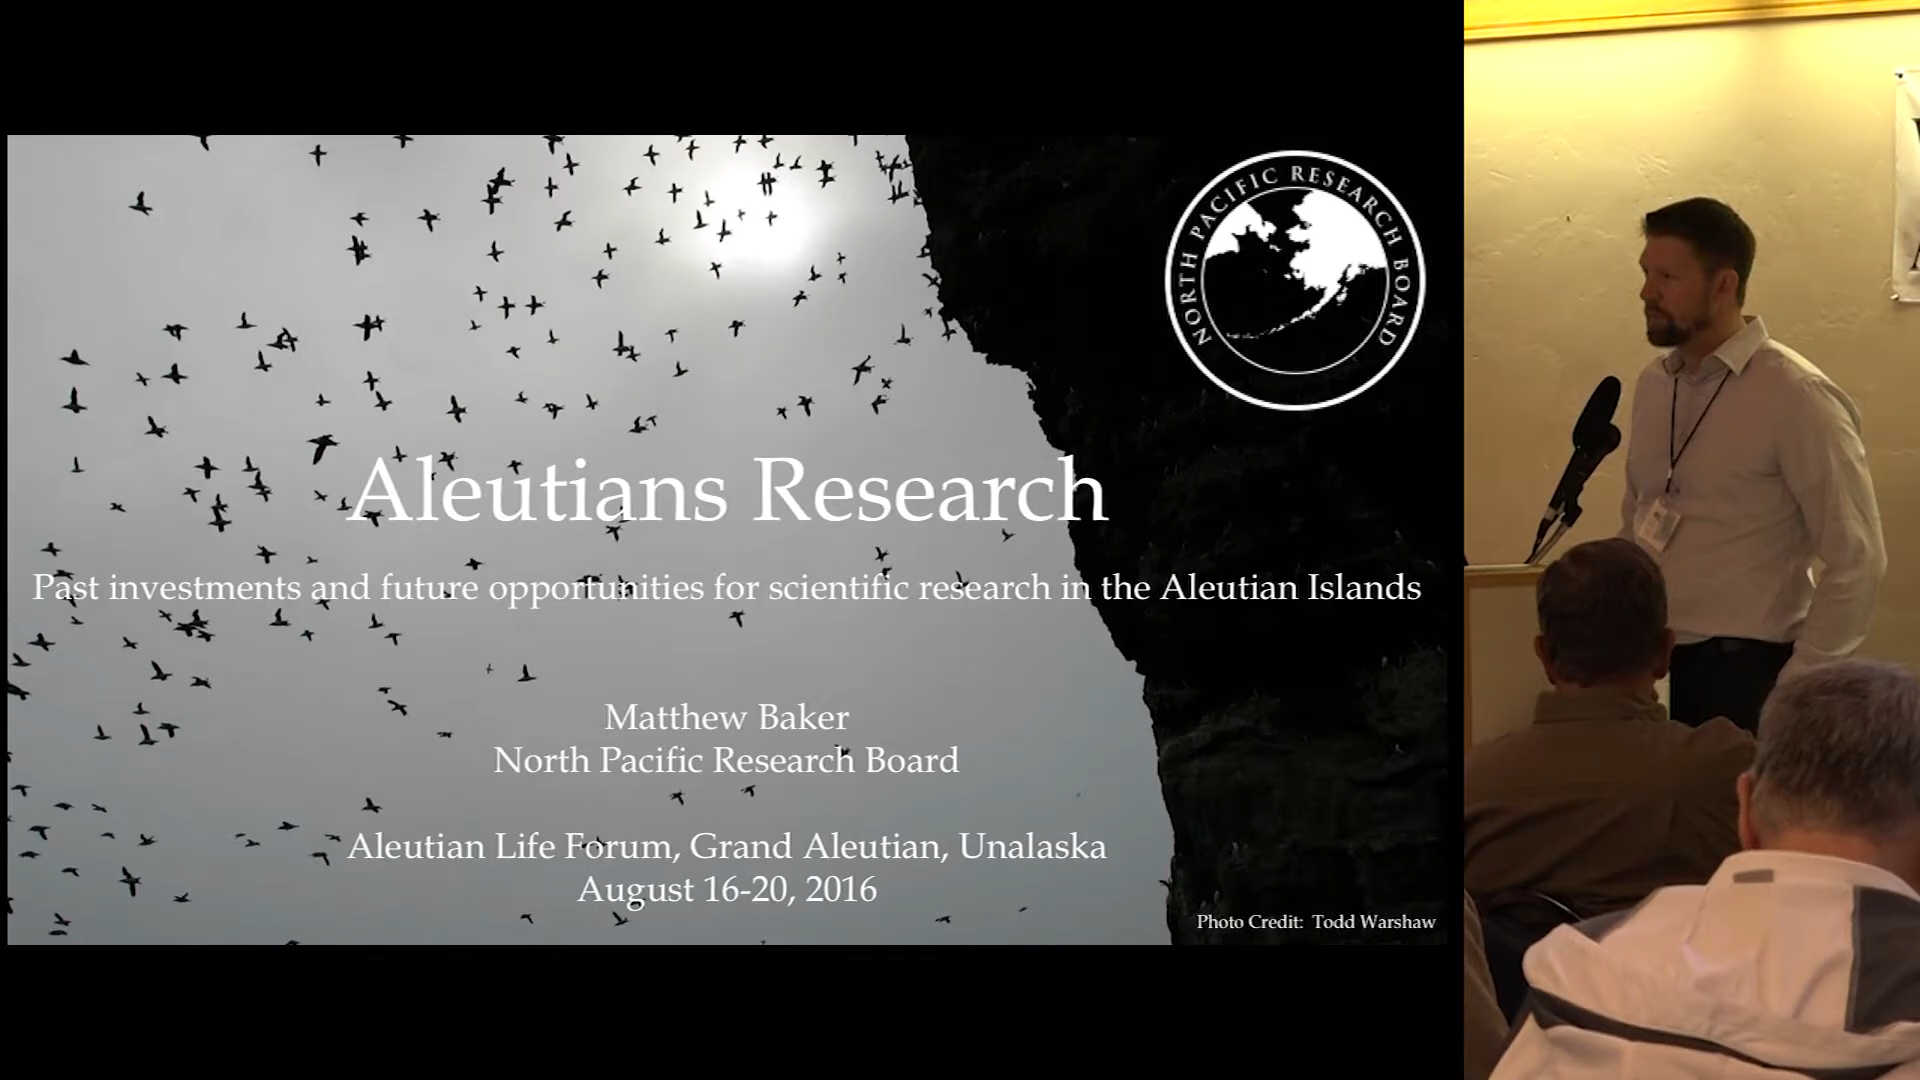 NORTH PACIFIC RESEARCH BOARD
Aleutians Research
Past investments and future opportunities for scientific research in the Aleutian Islands
Matthew Baker
North Pacific Research Board
Aleutian Life Forum, Grand Aleutian, Unalaska
August 16-20, 2016
Photo Credit: Todd Warshaw